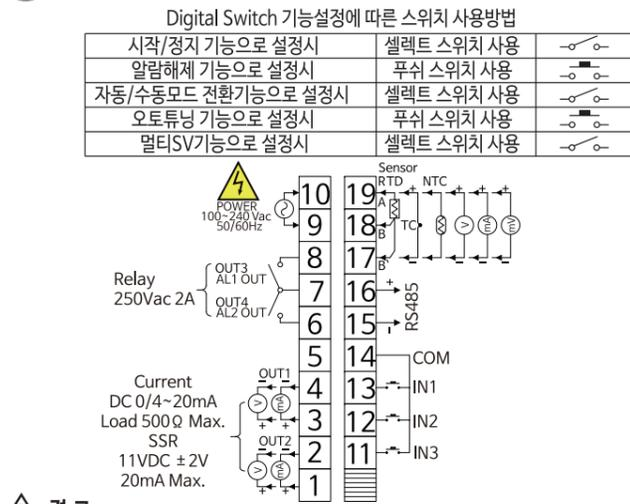 Digital Switch 기능설정에 따른 스위치 사용방법
시작/정지 기능으로 설정시 셀렉트 스위치 사용
알람해제 기능으로 설정시 푸쉬 스위치 사용
자동/수동모드 전환기능으로 설정시 셀렉트 스위치 사용
오토튜닝 기능으로 설정시 푸쉬 스위치 사용
멀티SV기능으로 설정시 셀렉트 스위치 사용
POWER
100~240 Vac
50/60Hz
Relay
250Vac 2A
OUT3
AL1 OUT
OUT4
AL2 OUT
Current
DC 0/4~20mA
Load 500Ω Max.
SSR
11VDC ±2V
20mA Max.
OUT1
- -
V mA
+ +
OUT2
- -
V mA
+ +
10
9
8
7
6
5
4
3
2
1
19
18
17
16
15
14
13
12
11
Sensor
RTD NTC
A
B
B'
TC
+ + + +
V mA mV
- - - -
+
-
RS485
COM
IN1
IN2
IN3